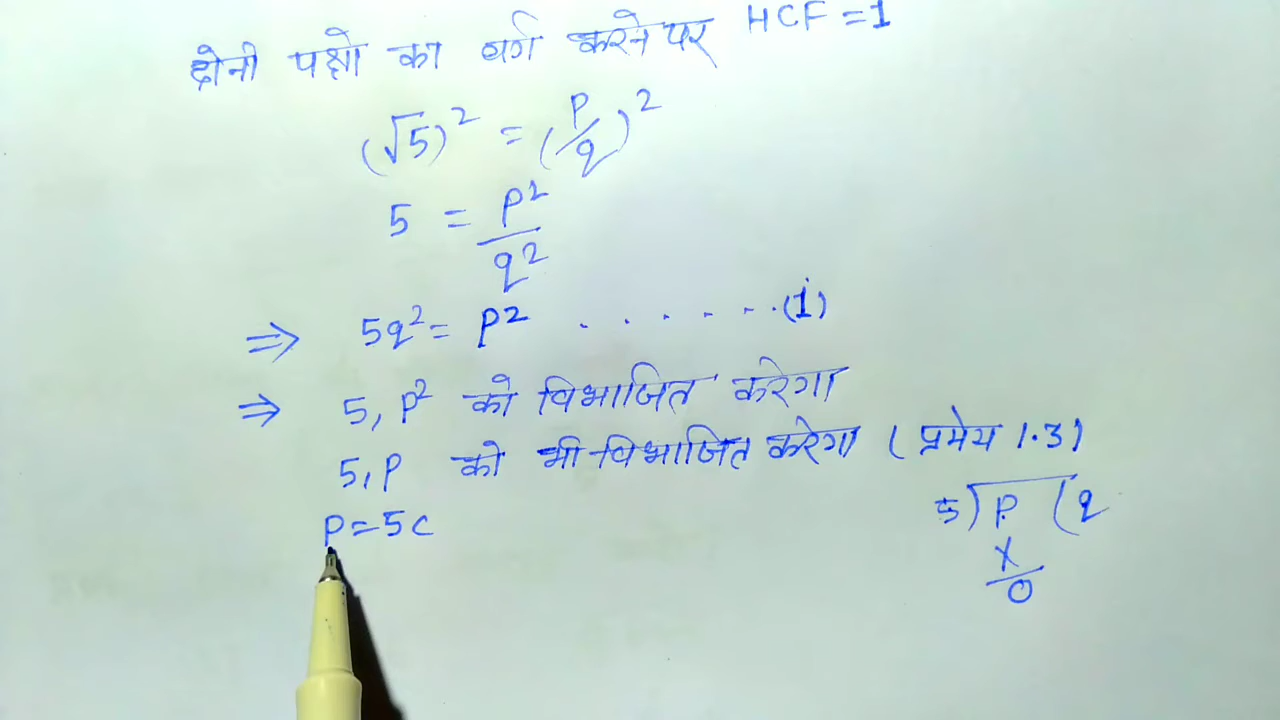 दोनो पक्षो का वर्ग करने पर HCF = 1
(√5)² = (p/q)²
5 = p²/q²
⇒ 5q² = p² . . . . . . . (i)
⇒ 5, p² को विभाजित करेगा
5, p को भी विभाजित करेगा ( प्रमेय 1.3)
p = 5c
5) p (q
x
0